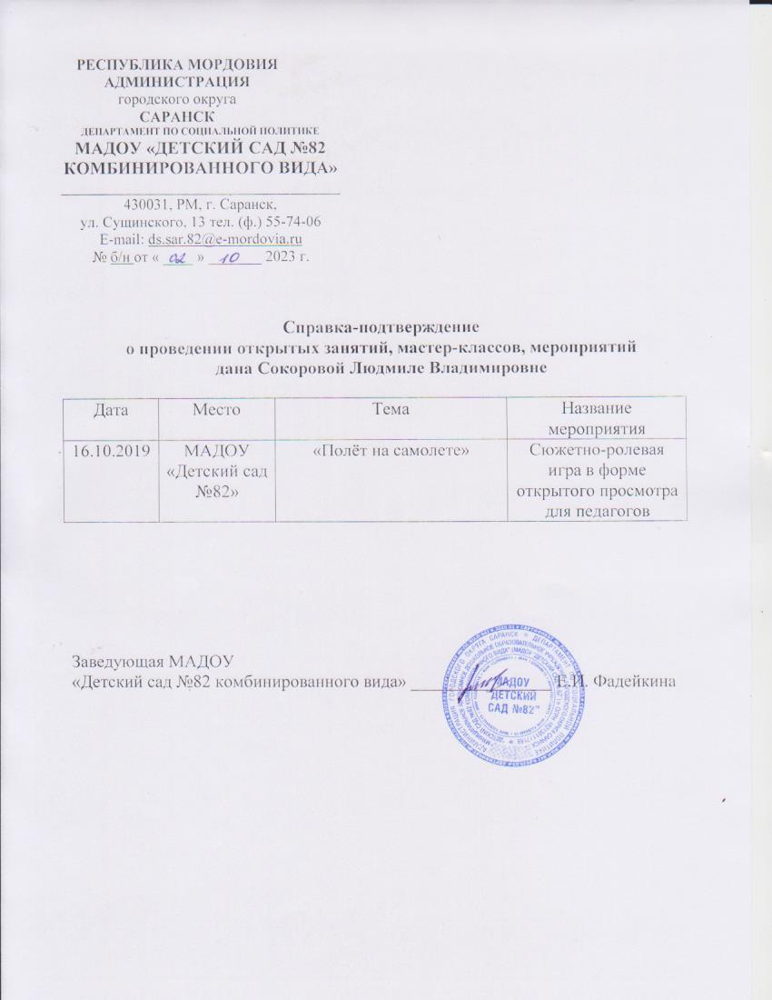 РЕСПУБЛИКА МОРДОВИЯ
АДМИНИСТРАЦИЯ
городского округа
САРАНСК
ДЕПАРТАМЕНТ ПО СОЦИАЛЬНОЙ ПОЛИТИКЕ
МАДОУ «ДЕТСКИЙ САД №82
КОМБИНИРОВАННОГО ВИДА»
430031, РМ, г. Саранск,
ул. Сущинского, 13 тел. (ф.) 55-74-06
E-mail: ds.sar.82@e-mordovia.ru
№ б/н от « 02 » 10 2023 г.
Справка-подтверждение
о проведении открытых занятий, мастер-классов, мероприятий
дана Сокоровой Людмиле Владимировне
Дата Место Тема Название
мероприятия
16.10.2019 МАДОУ «Полёт на самолете» Сюжетно-ролевая
«Детский сад игра в форме
№82» открытого просмотра
для педагогов
Заведующая МАДОУ
«Детский сад №82 комбинированного вида» Е.И. Фадейкина
МАДОУ
"ДЕТСКИЙ
САД №82"